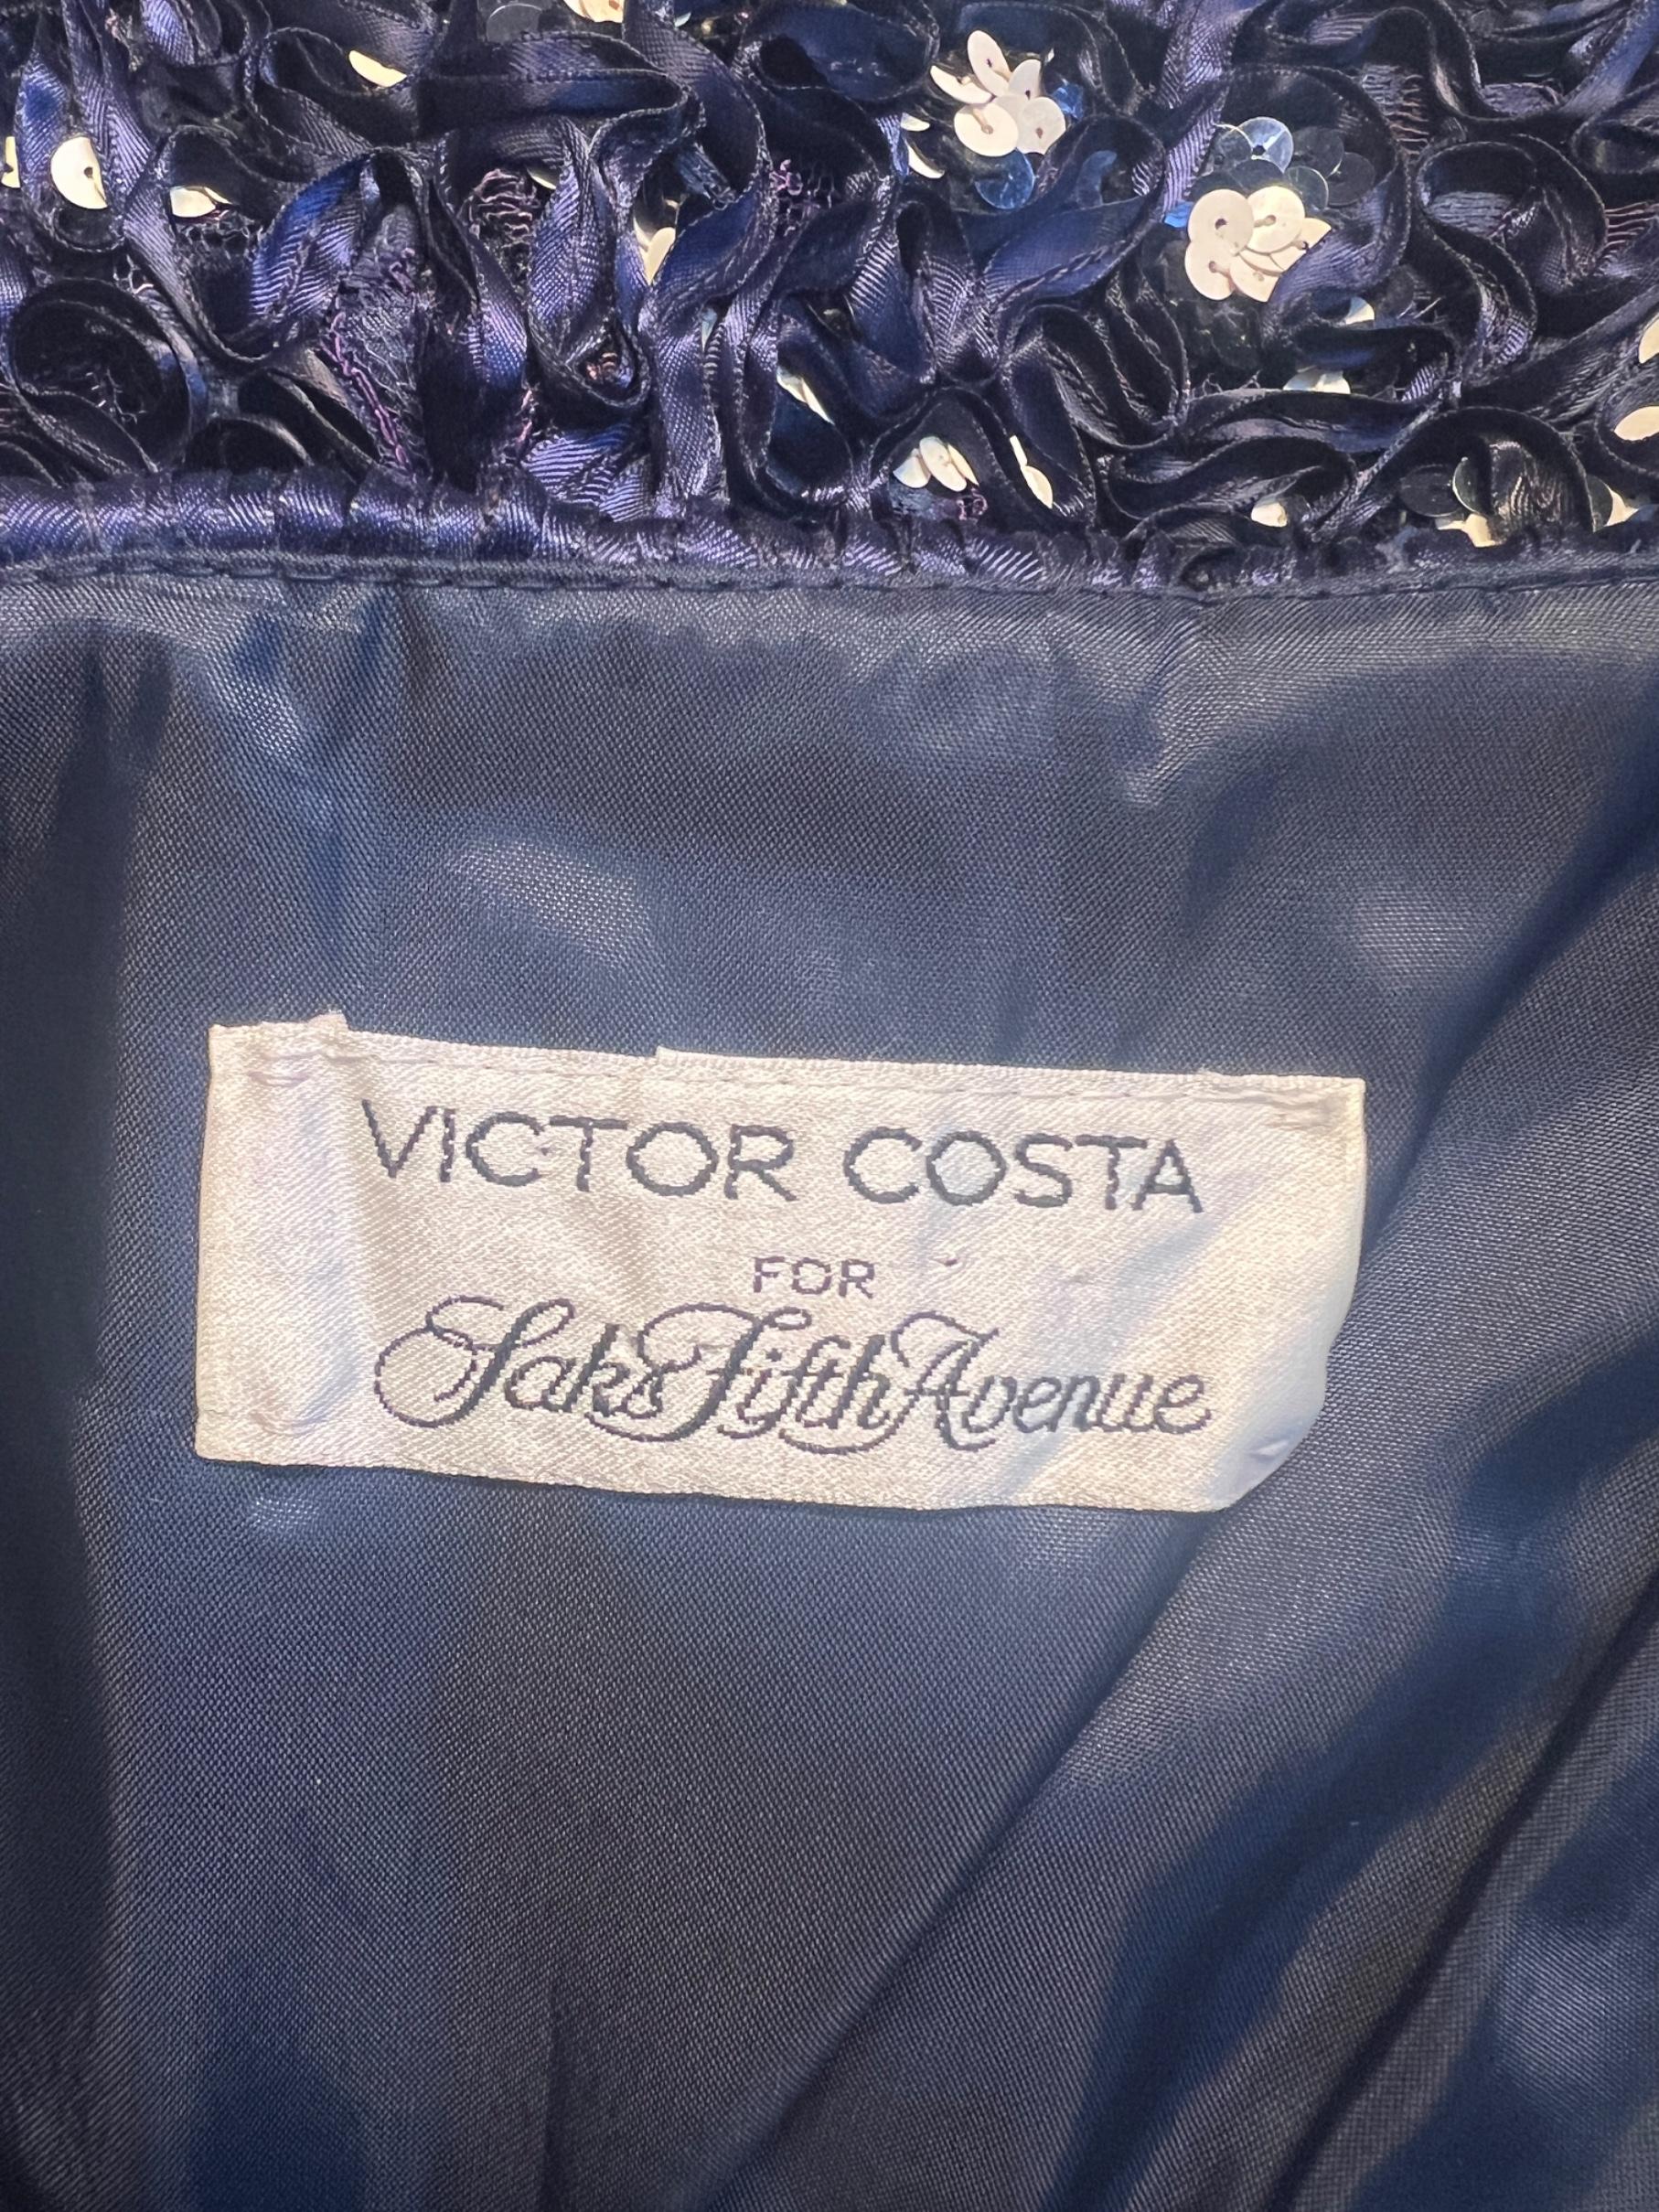 VICTOR COSTA
FOR
Saks Fifth Avenue